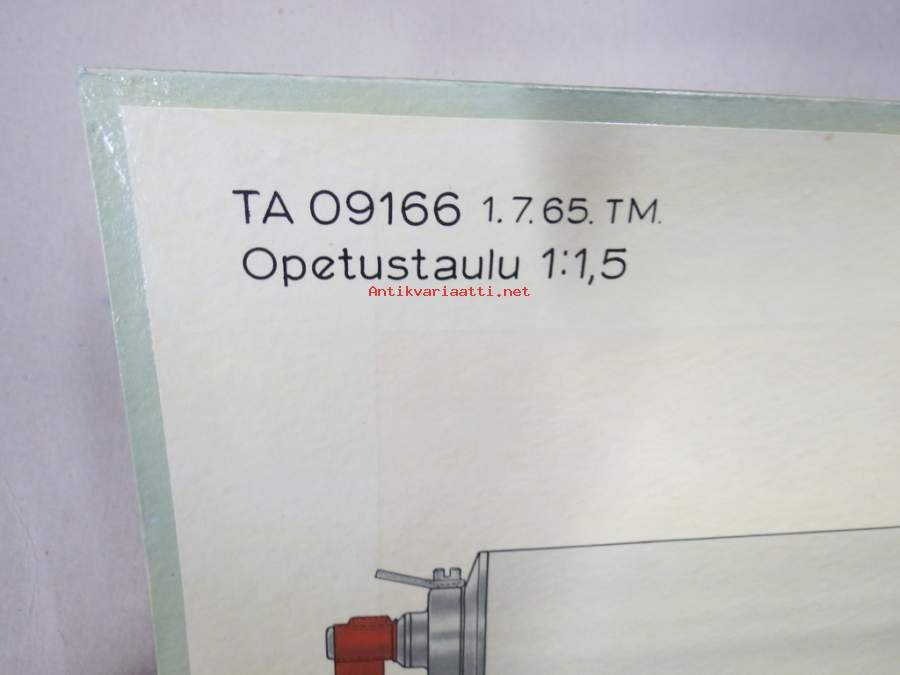 TA 09166 1.7.65. TM.
Opetustaulu 1:1,5
Antikvariaatti.net